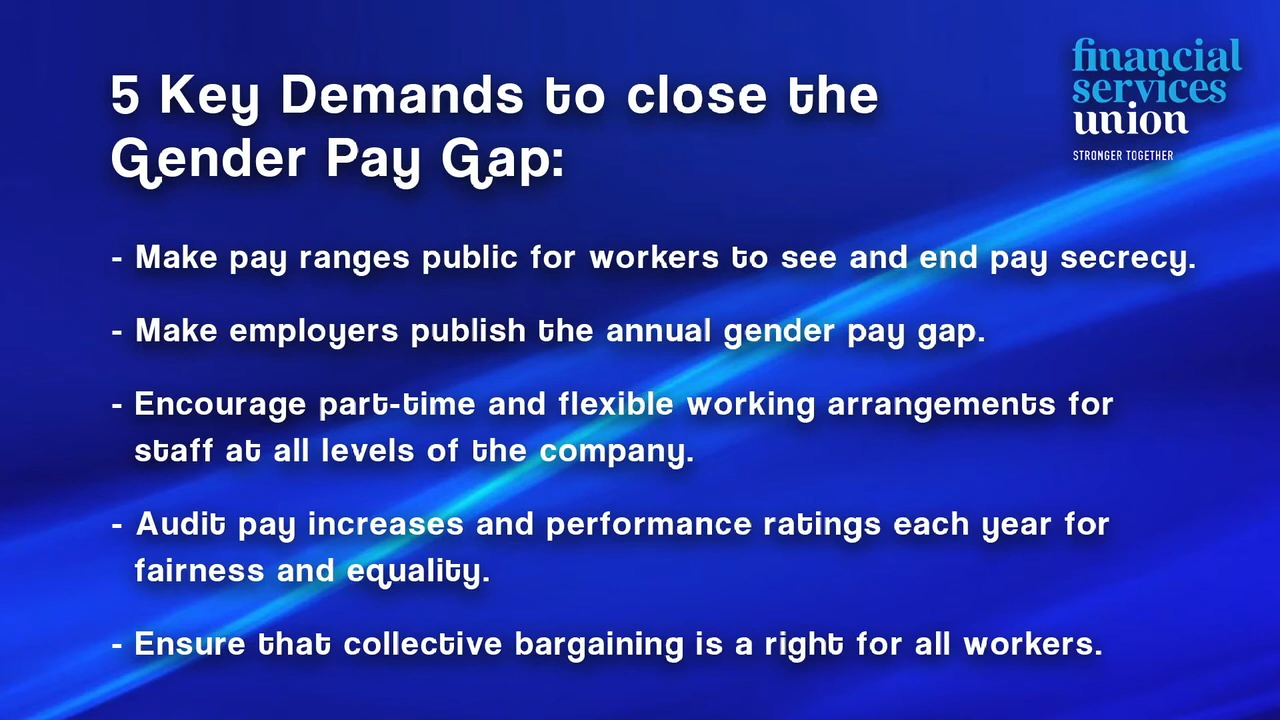 financial
services
union
STRONGER TOGETHER
5 Key Demands to close the
Gender Pay Gap:
- Make pay ranges public for workers to see and end pay secrecy.
- Make employers publish the annual gender pay gap.
- Encourage part-time and flexible working arrangements for
staff at all levels of the company.
- Audit pay increases and performance ratings each year for
fairness and equality.
- Ensure that collective bargaining is a right for all workers.